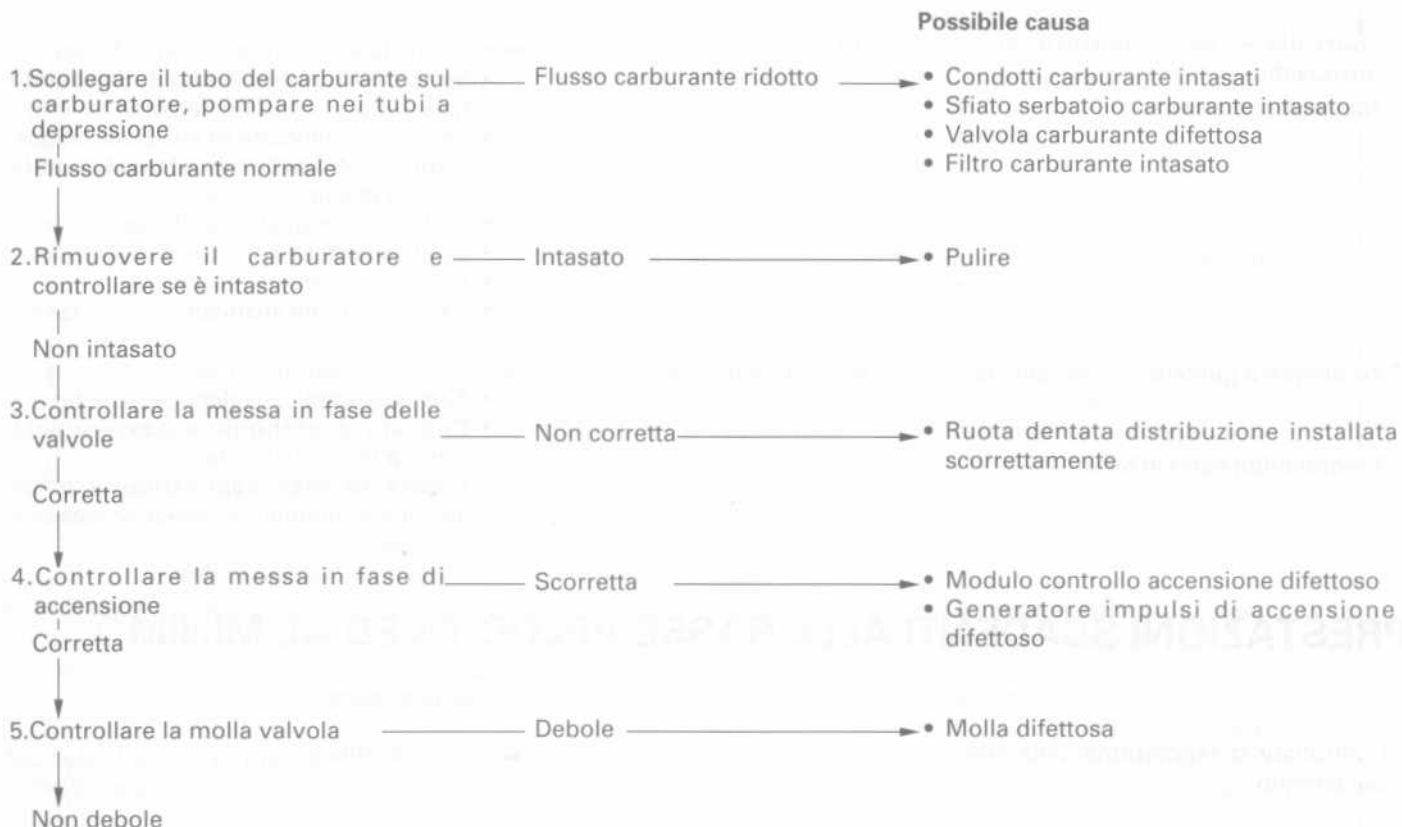 Possibile causa
1.Scollegare il tubo del carburante sul
carburatore, pompare nei tubi a
depressione
Flusso carburante ridotto
• Condotti carburante intasati
• Sfiato serbatoio carburante intasato
• Valvola carburante difettosa
• Filtro carburante intasato
Flusso carburante normale
2.Rimuovere il carburatore e
controllare se è intasato
Intasato
• Pulire
Non intasato
3.Controllare la messa in fase delle
valvole
Non corretta
• Ruota dentata distribuzione installata
scorrettamente
Corretta
4.Controllare la messa in fase di
accensione
Scorretta
• Modulo controllo accensione difettoso
• Generatore impulsi di accensione
difettoso
Corretta
5.Controllare la molla valvola
Debole
• Molla difettosa
Non debole